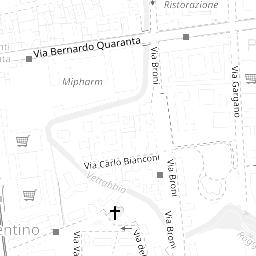 Ristorazione
Via Bernardo Quaranta
Via Broni
Mipharm
Via Gargano
Via Carlo Bianconi
Vettabbia
Via Broni
entino
Via Broni